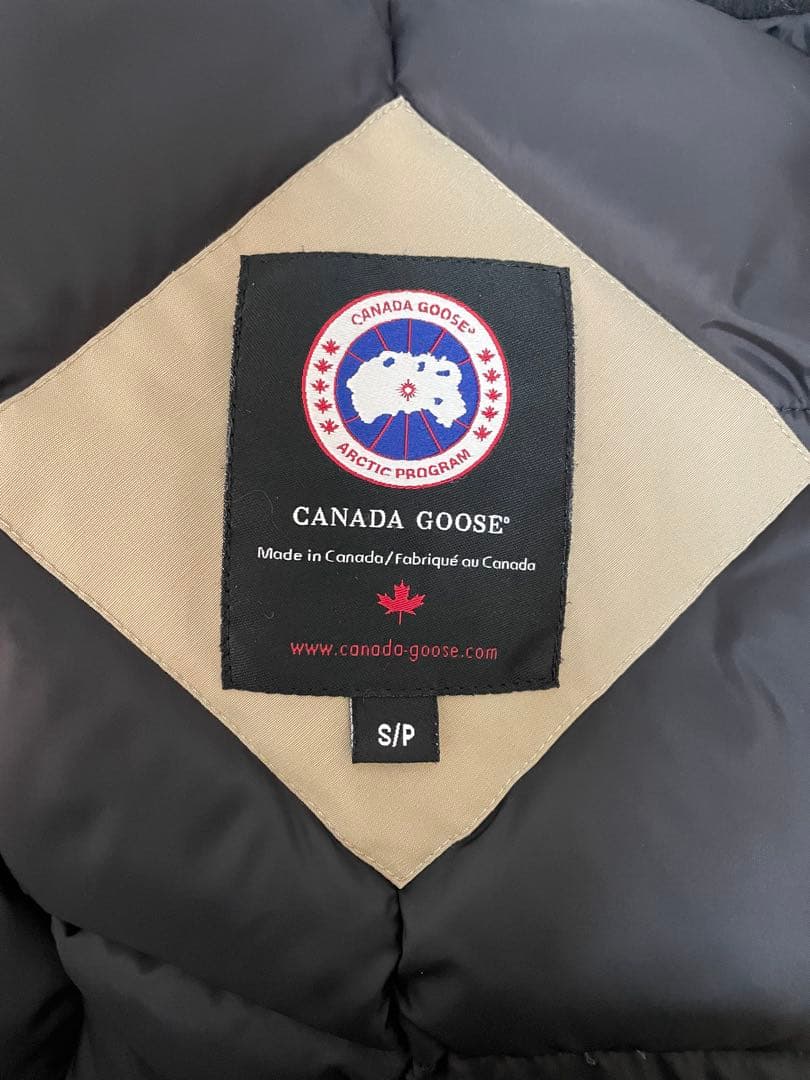 CANADA GOOSE®
ARCTIC PROGRAM
CANADA GOOSE®
Made in Canada/Fabriqué au Canada
www.canada-goose.com
S/P